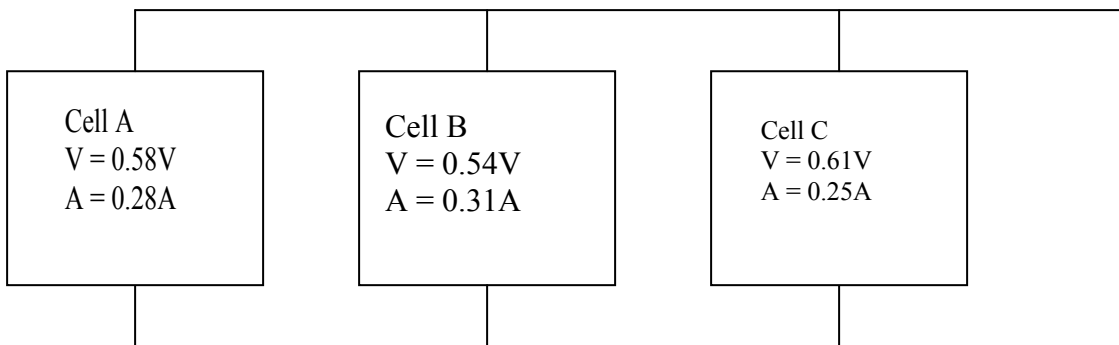 Cell A
V = 0.58V
A = 0.28A
Cell B
V = 0.54V
A = 0.31A
Cell C
V = 0.61V
A = 0.25A